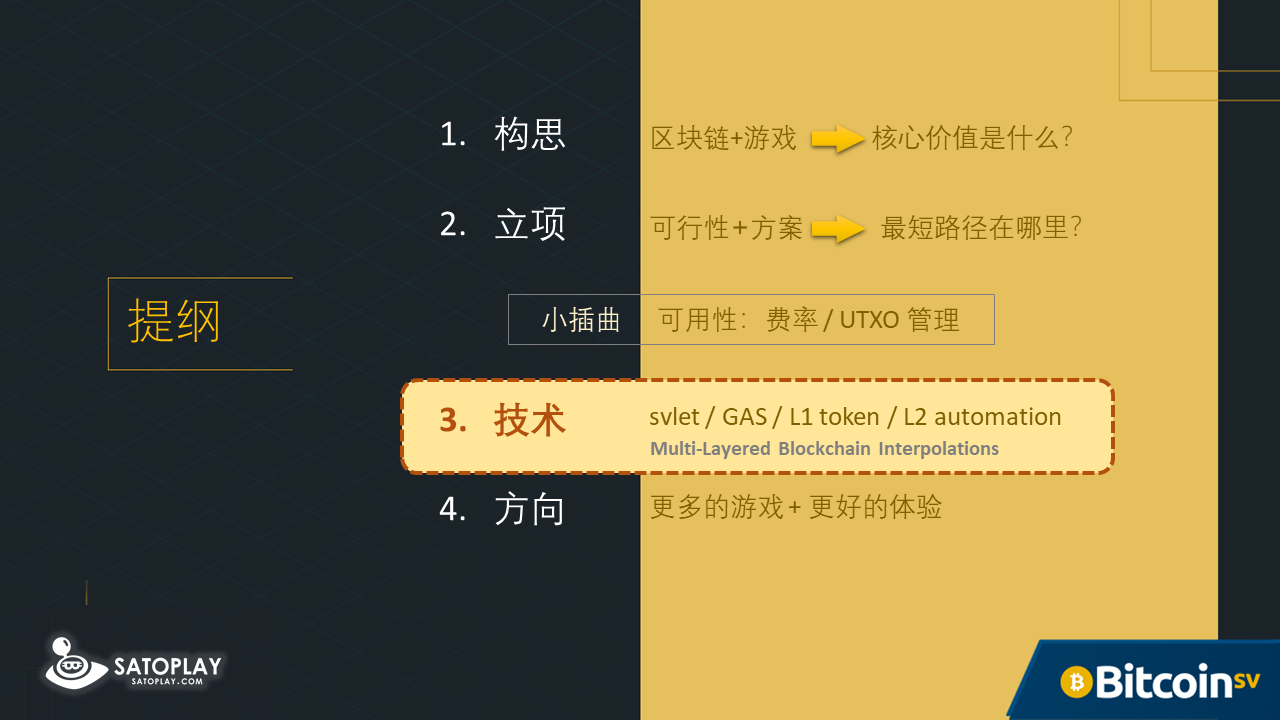 提纲
1. 构思 区块链+游戏 核心价值是什么?
2. 立项 可行性+方案 最短路径在哪里?
小插曲 可用性: 费率 / UTXO 管理
3. 技术 svlet / GAS / L1 token / L2 automation
Multi-Layered Blockchain Interpolations
4. 方向 更多的游戏+ 更好的体验
SATOPLAY
SATOPLAY.COM
Bitcoin SV